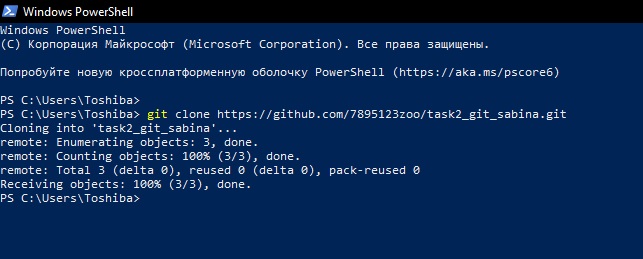 Windows PowerShell
Windows PowerShell
(C) Корпорация Майкрософт (Microsoft Corporation). Все права защищены.
Попробуйте новую кроссплатформенную оболочку PowerShell (https://aka.ms/pscore6)
PS C:\Users\Toshiba>
PS C:\Users\Toshiba> git clone https://github.com/7895123zoo/task2_git_sabina.git
Cloning into 'task2_git_sabina'...
remote: Enumerating objects: 3, done.
remote: Counting objects: 100% (3/3), done.
remote: Total 3 (delta 0), reused 0 (delta 0), pack-reused 0
Receiving objects: 100% (3/3), done.
PS C:\Users\Toshiba>